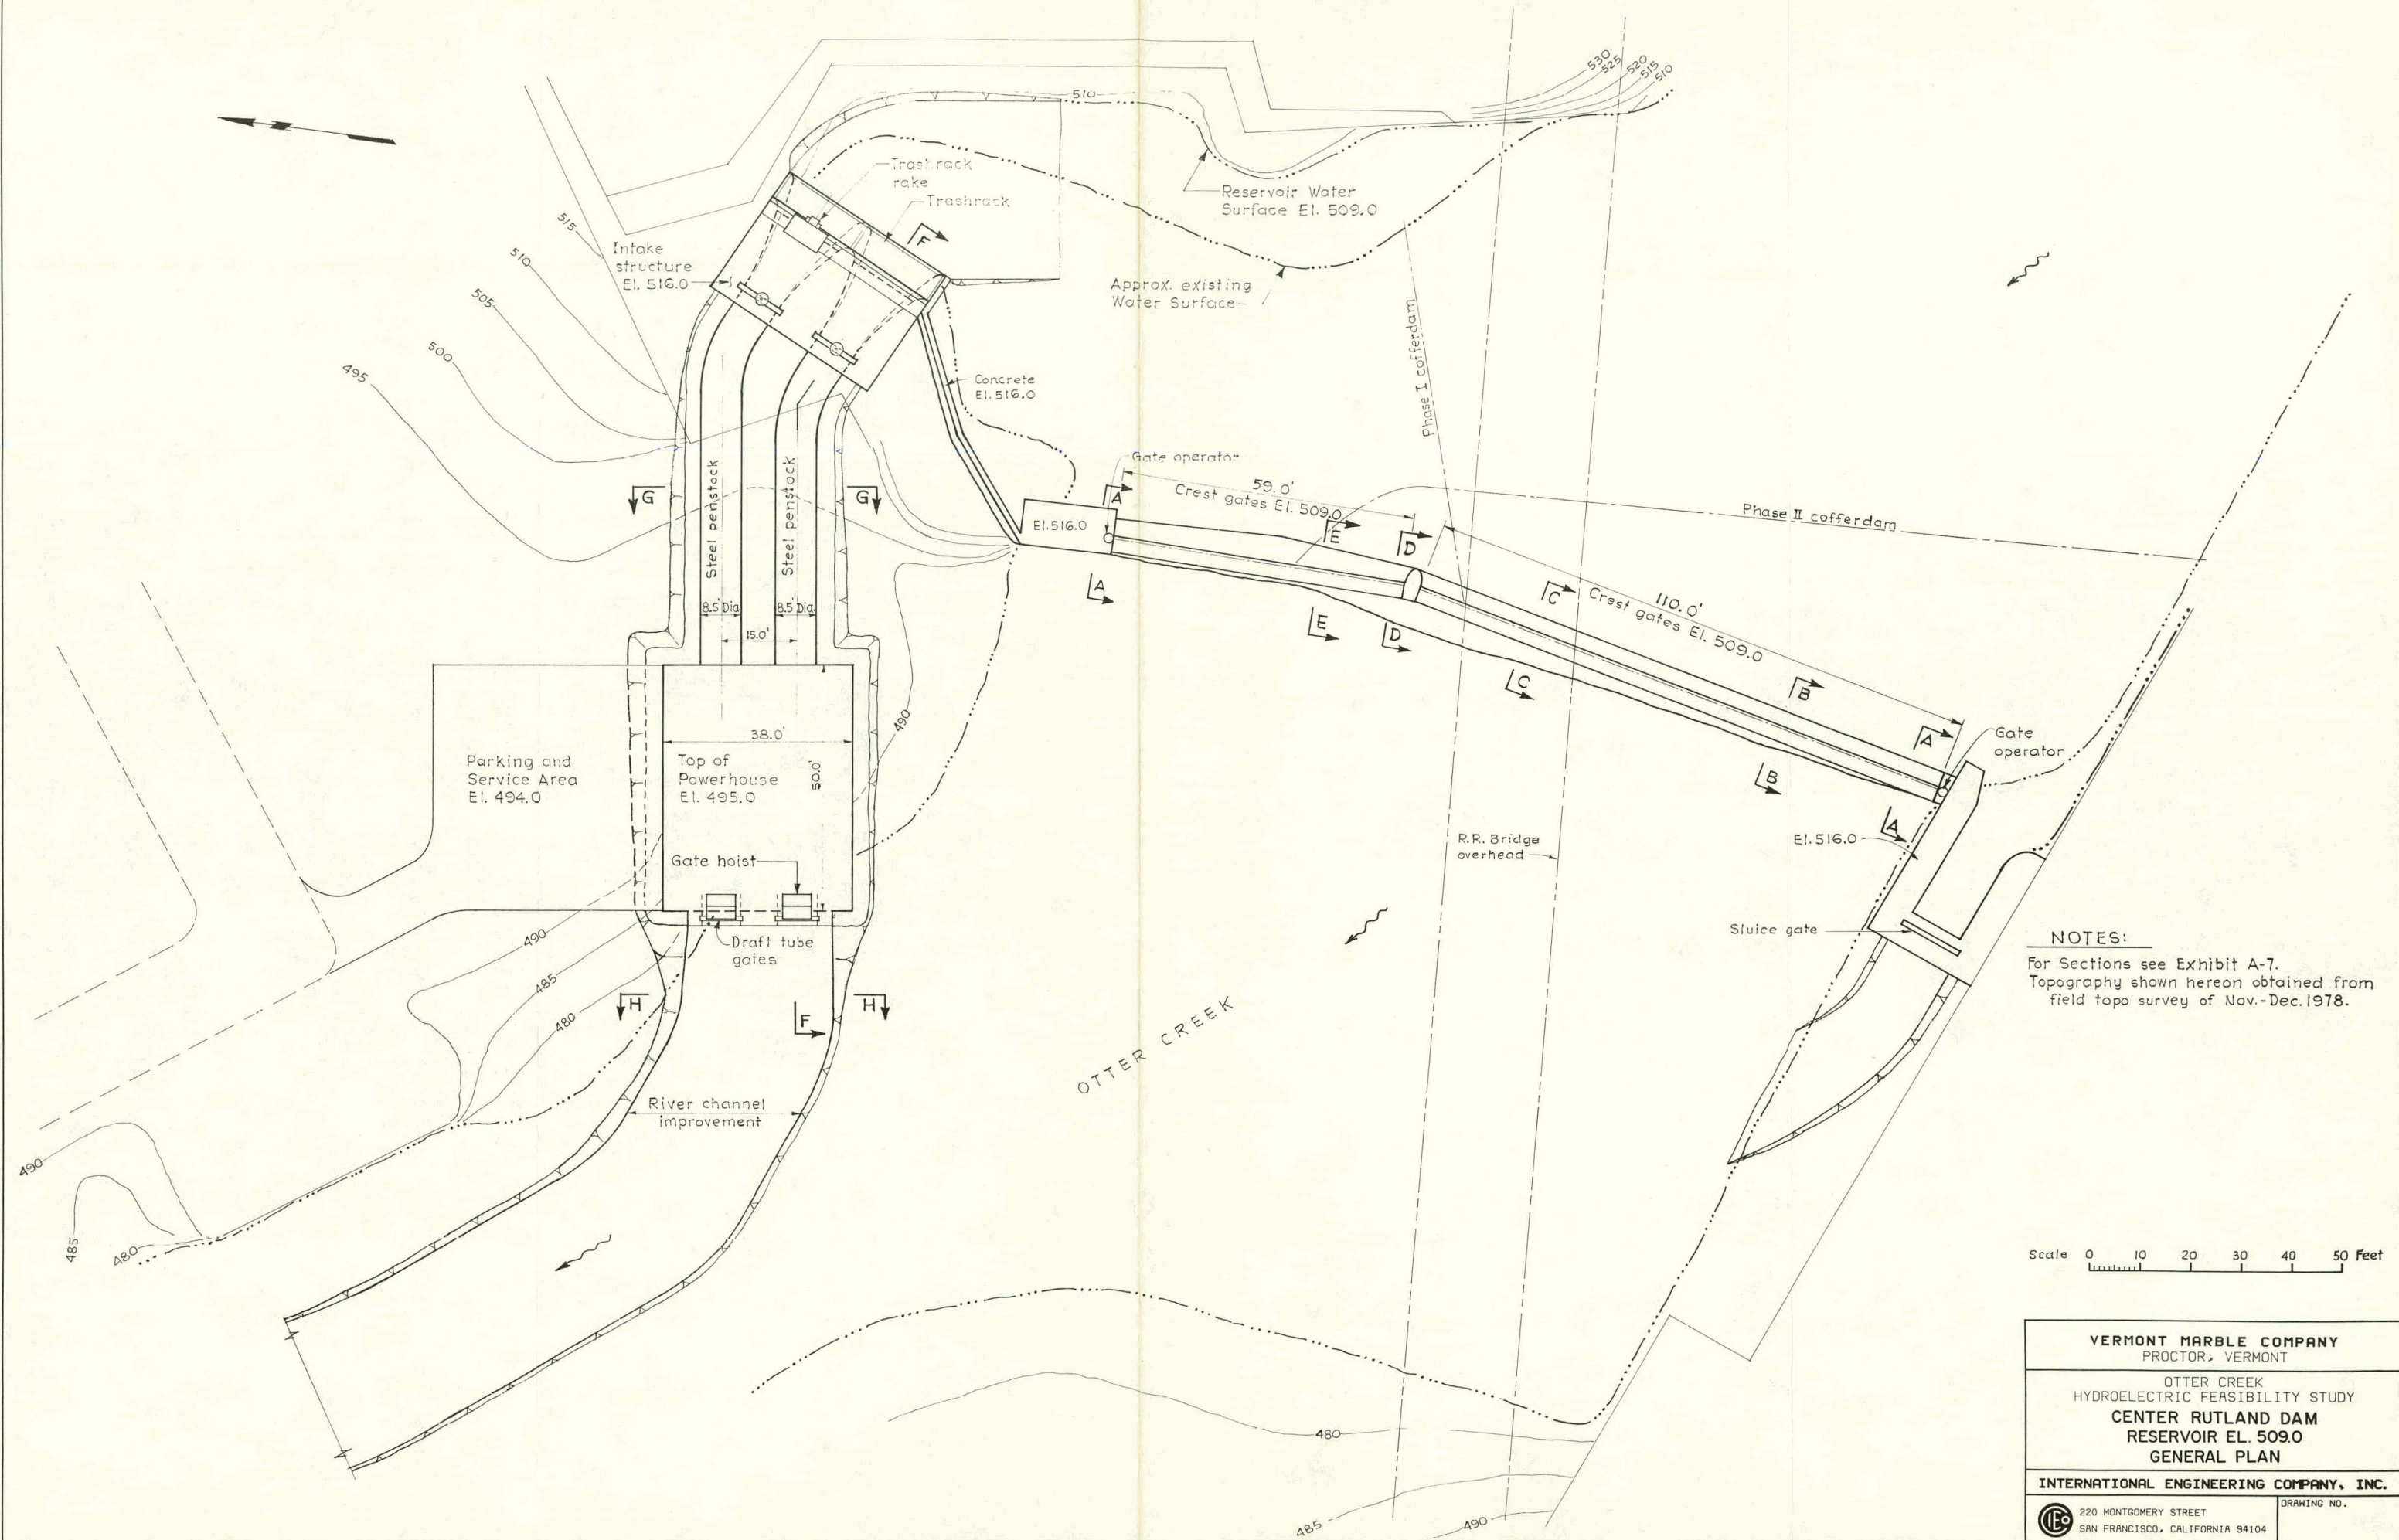 530
525
520
515
510
510
Trashrack
rake
Trashrack
F
Reservoir Water
Surface El. 509.0
Approx. existing
Water Surface
515
510
505
500
495
Intake
structure
El. 516.0
Concrete
El. 516.0
Phase I cofferdam
Gate operator
59.0'
Crest gates El. 509.0
A
E
D
Phase II cofferdam
El. 516.0
A
E
D
C
C
110.0'
Crest gates El. 509.0
B
B
A
A
Gate
operator
G
G
Steel penstock
Steel penstock
8.5' Dia.
8.5' Dia.
15.0'
490
38.0'
50.0'
Parking and
Service Area
El. 494.0
Top of
Powerhouse
El. 495.0
Gate hoist
Draft tube
gates
R.R. Bridge
overhead
El. 516.0
Sluice gate
490
485
480
H
H
F
River channel
improvement
OTTER CREEK
490
485
480
480
485
490
NOTES:
For Sections see Exhibit A-7.
Topography shown hereon obtained from
field topo survey of Nov.-Dec. 1978.
Scale 0 10 20 30 40 50 Feet
VERMONT MARBLE COMPANY
PROCTOR, VERMONT
OTTER CREEK
HYDROELECTRIC FEASIBILITY STUDY
CENTER RUTLAND DAM
RESERVOIR EL. 509.0
GENERAL PLAN
INTERNATIONAL ENGINEERING COMPANY, INC.
IECo
220 MONTGOMERY STREET
SAN FRANCISCO, CALIFORNIA 94104
DRAWING NO.